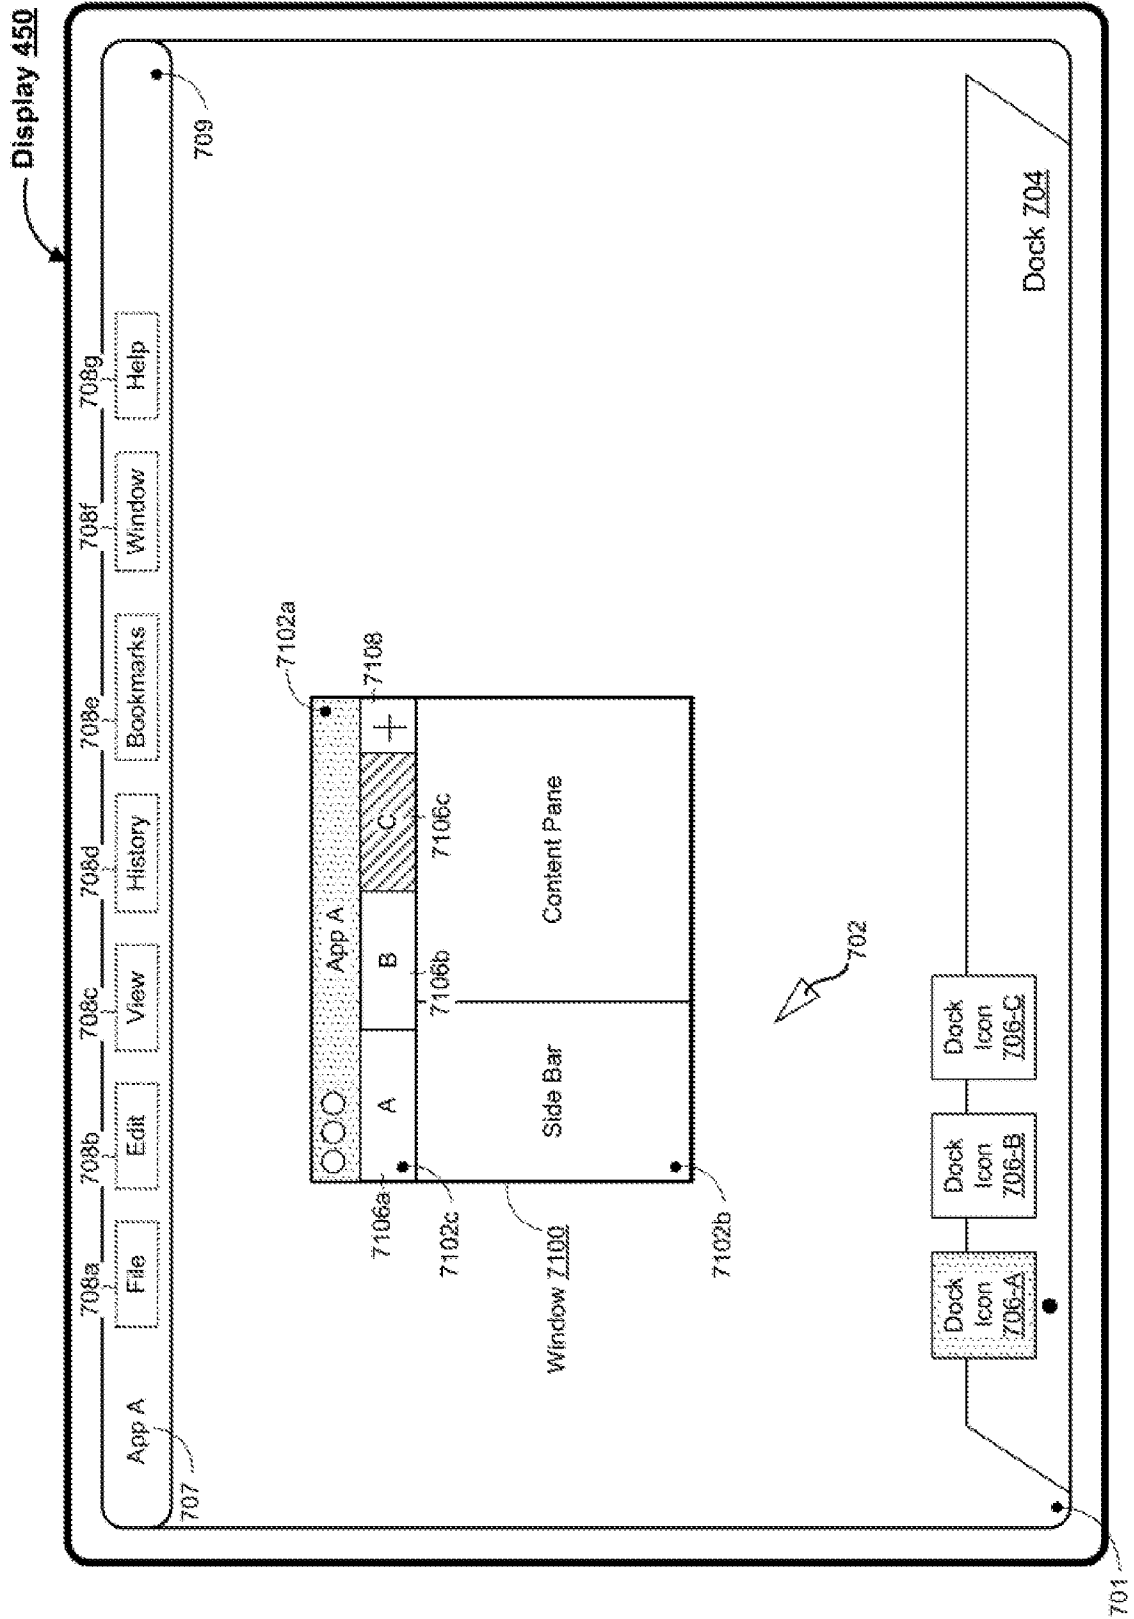 Display 450
709
708a
708b
708c
708d
708e
708f
708g
App A
File
Edit
View
History
Bookmarks
Window
Help
707
7102a
7108
App A
A
B
C
7106a
7106b
7106c
7102c
Side Bar
Content Pane
Window 7100
7102b
702
Dock
Icon
706-A
Dock
Icon
706-B
Dock
Icon
706-C
Dock 704
701